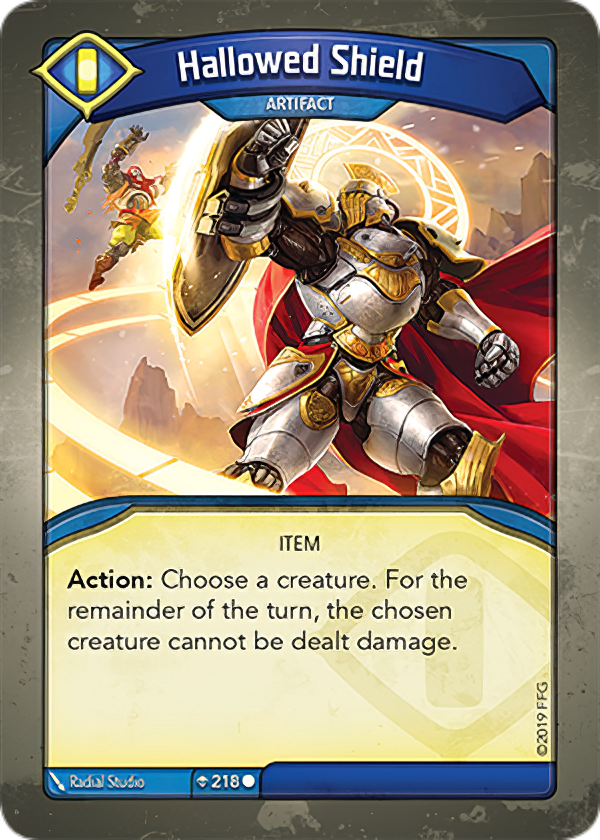 Hallowed Shield
ARTIFACT
ITEM
Action: Choose a creature. For the
remainder of the turn, the chosen
creature cannot be dealt damage.
©2019 FFG
Radial Studio
218